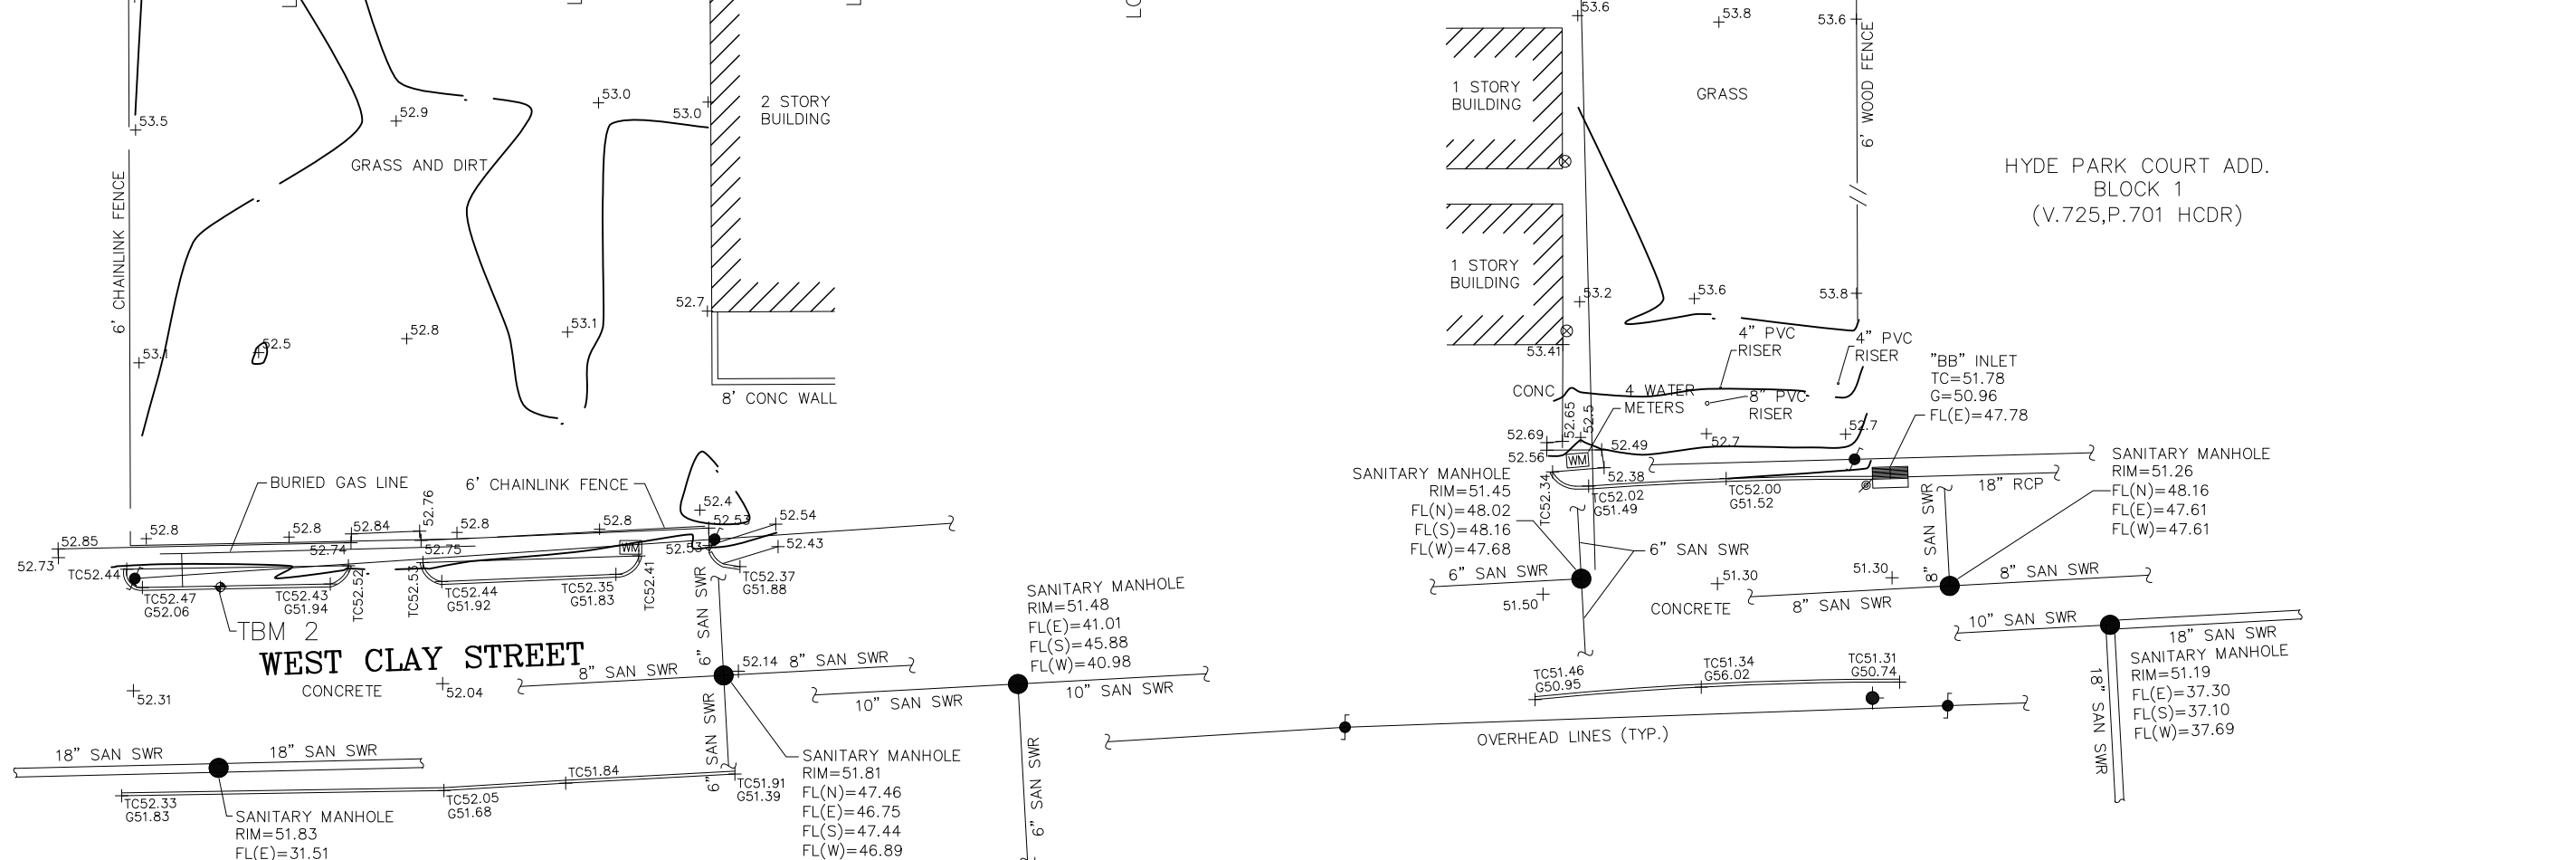 53.6
53.8
53.6
53.5
52.9
53.0
53.0
2 STORY
BUILDING
GRASS AND DIRT
6' CHAINLINK FENCE
52.7
53.1
52.5
52.8
53.1
8' CONC WALL
1 STORY
BUILDING
GRASS
6' WOOD FENCE
1 STORY
BUILDING
53.2
53.6
53.8
53.41
HYDE PARK COURT ADD.
BLOCK 1
(V.725,P.701 HCDR)
4" PVC
RISER
4" PVC
RISER
"BB" INLET
TC=51.78
G=50.96
FL(E)=47.78
CONC
4 WATER
METERS
8" PVC
RISER
52.65
52.5
52.69
52.56
52.49
52.38
52.7
52.7
WM
TC52.34
TC52.02
G51.49
TC52.00
G51.52
18" RCP
BURIED GAS LINE
6' CHAINLINK FENCE
52.4
52.85
52.73
52.8
52.8
52.84
52.76
52.8
52.8
52.53
52.54
52.74
52.75
WM
52.53
52.43
TC52.44
TC52.47
G52.06
TC52.43
G51.94
TC52.52
TC52.53
TC52.44
G51.92
TC52.35
G51.83
TC52.41
TC52.37
G51.88
TBM 2
WEST CLAY STREET
CONCRETE
52.31
52.04
6" SAN SWR
8" SAN SWR
52.14
8" SAN SWR
6" SAN SWR
SANITARY MANHOLE
RIM=51.48
FL(E)=41.01
FL(S)=45.88
FL(W)=40.98
10" SAN SWR
10" SAN SWR
SANITARY MANHOLE
RIM=51.45
FL(N)=48.02
FL(S)=48.16
FL(W)=47.68
6" SAN SWR
6" SAN SWR
51.50
51.30
51.30
CONCRETE
8" SAN SWR
SANITARY MANHOLE
RIM=51.26
FL(N)=48.16
FL(E)=47.61
FL(W)=47.61
8" SAN SWR
8" SAN SWR
10" SAN SWR
18" SAN SWR
SANITARY MANHOLE
RIM=51.19
FL(E)=37.30
FL(S)=37.10
FL(W)=37.69
18" SAN SWR
TC51.46
G50.95
TC51.34
G56.02
TC51.31
G50.74
OVERHEAD LINES (TYP.)
18" SAN SWR
18" SAN SWR
TC52.33
G51.83
TC52.05
G51.68
TC51.84
TC51.91
G51.39
SANITARY MANHOLE
RIM=51.83
FL(E)=31.51
SANITARY MANHOLE
RIM=51.81
FL(N)=47.46
FL(E)=46.75
FL(S)=47.44
FL(W)=46.89
9" SAN SWR